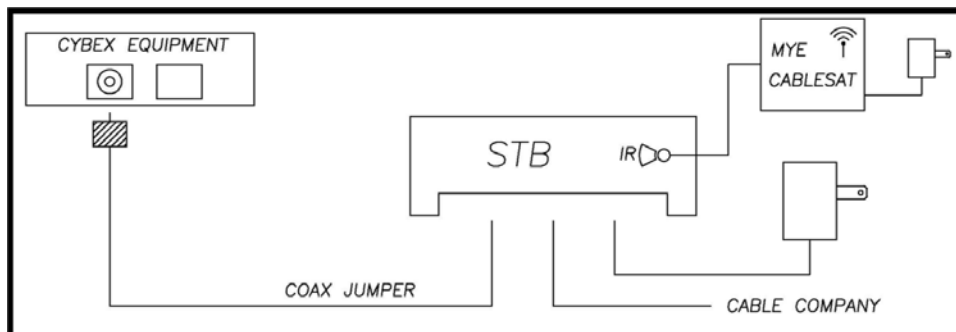 CYBEX EQUIPMENT
MYE
CABLESAT
STB
IR
COAX JUMPER
CABLE COMPANY